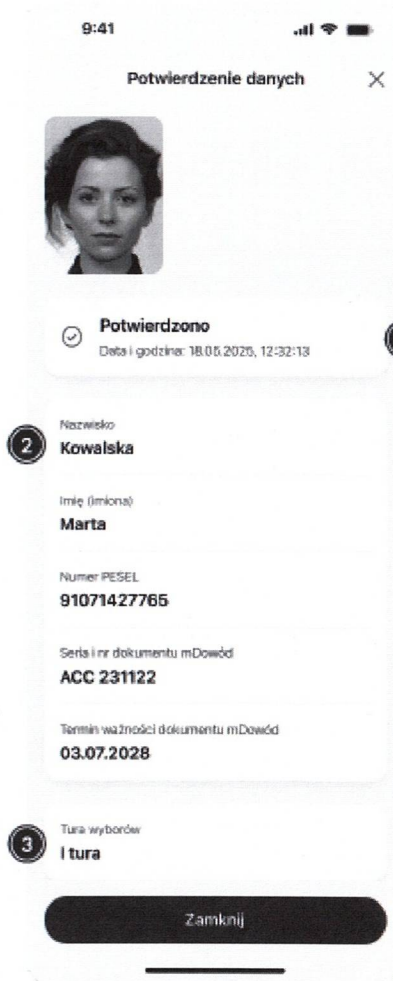 9:41
Potwierdzenie danych
Potwierdzono
Data i godzina: 18.05.2025, 12:32:13
2
Nazwisko
Kowalska
Imię (imiona)
Marta
Numer PESEL
91071427765
Seria i nr dokumentu mDowód
ACC 231122
Termin ważności dokumentu mDowód
03.07.2028
3
Tura wyborów
I tura
Zamknij